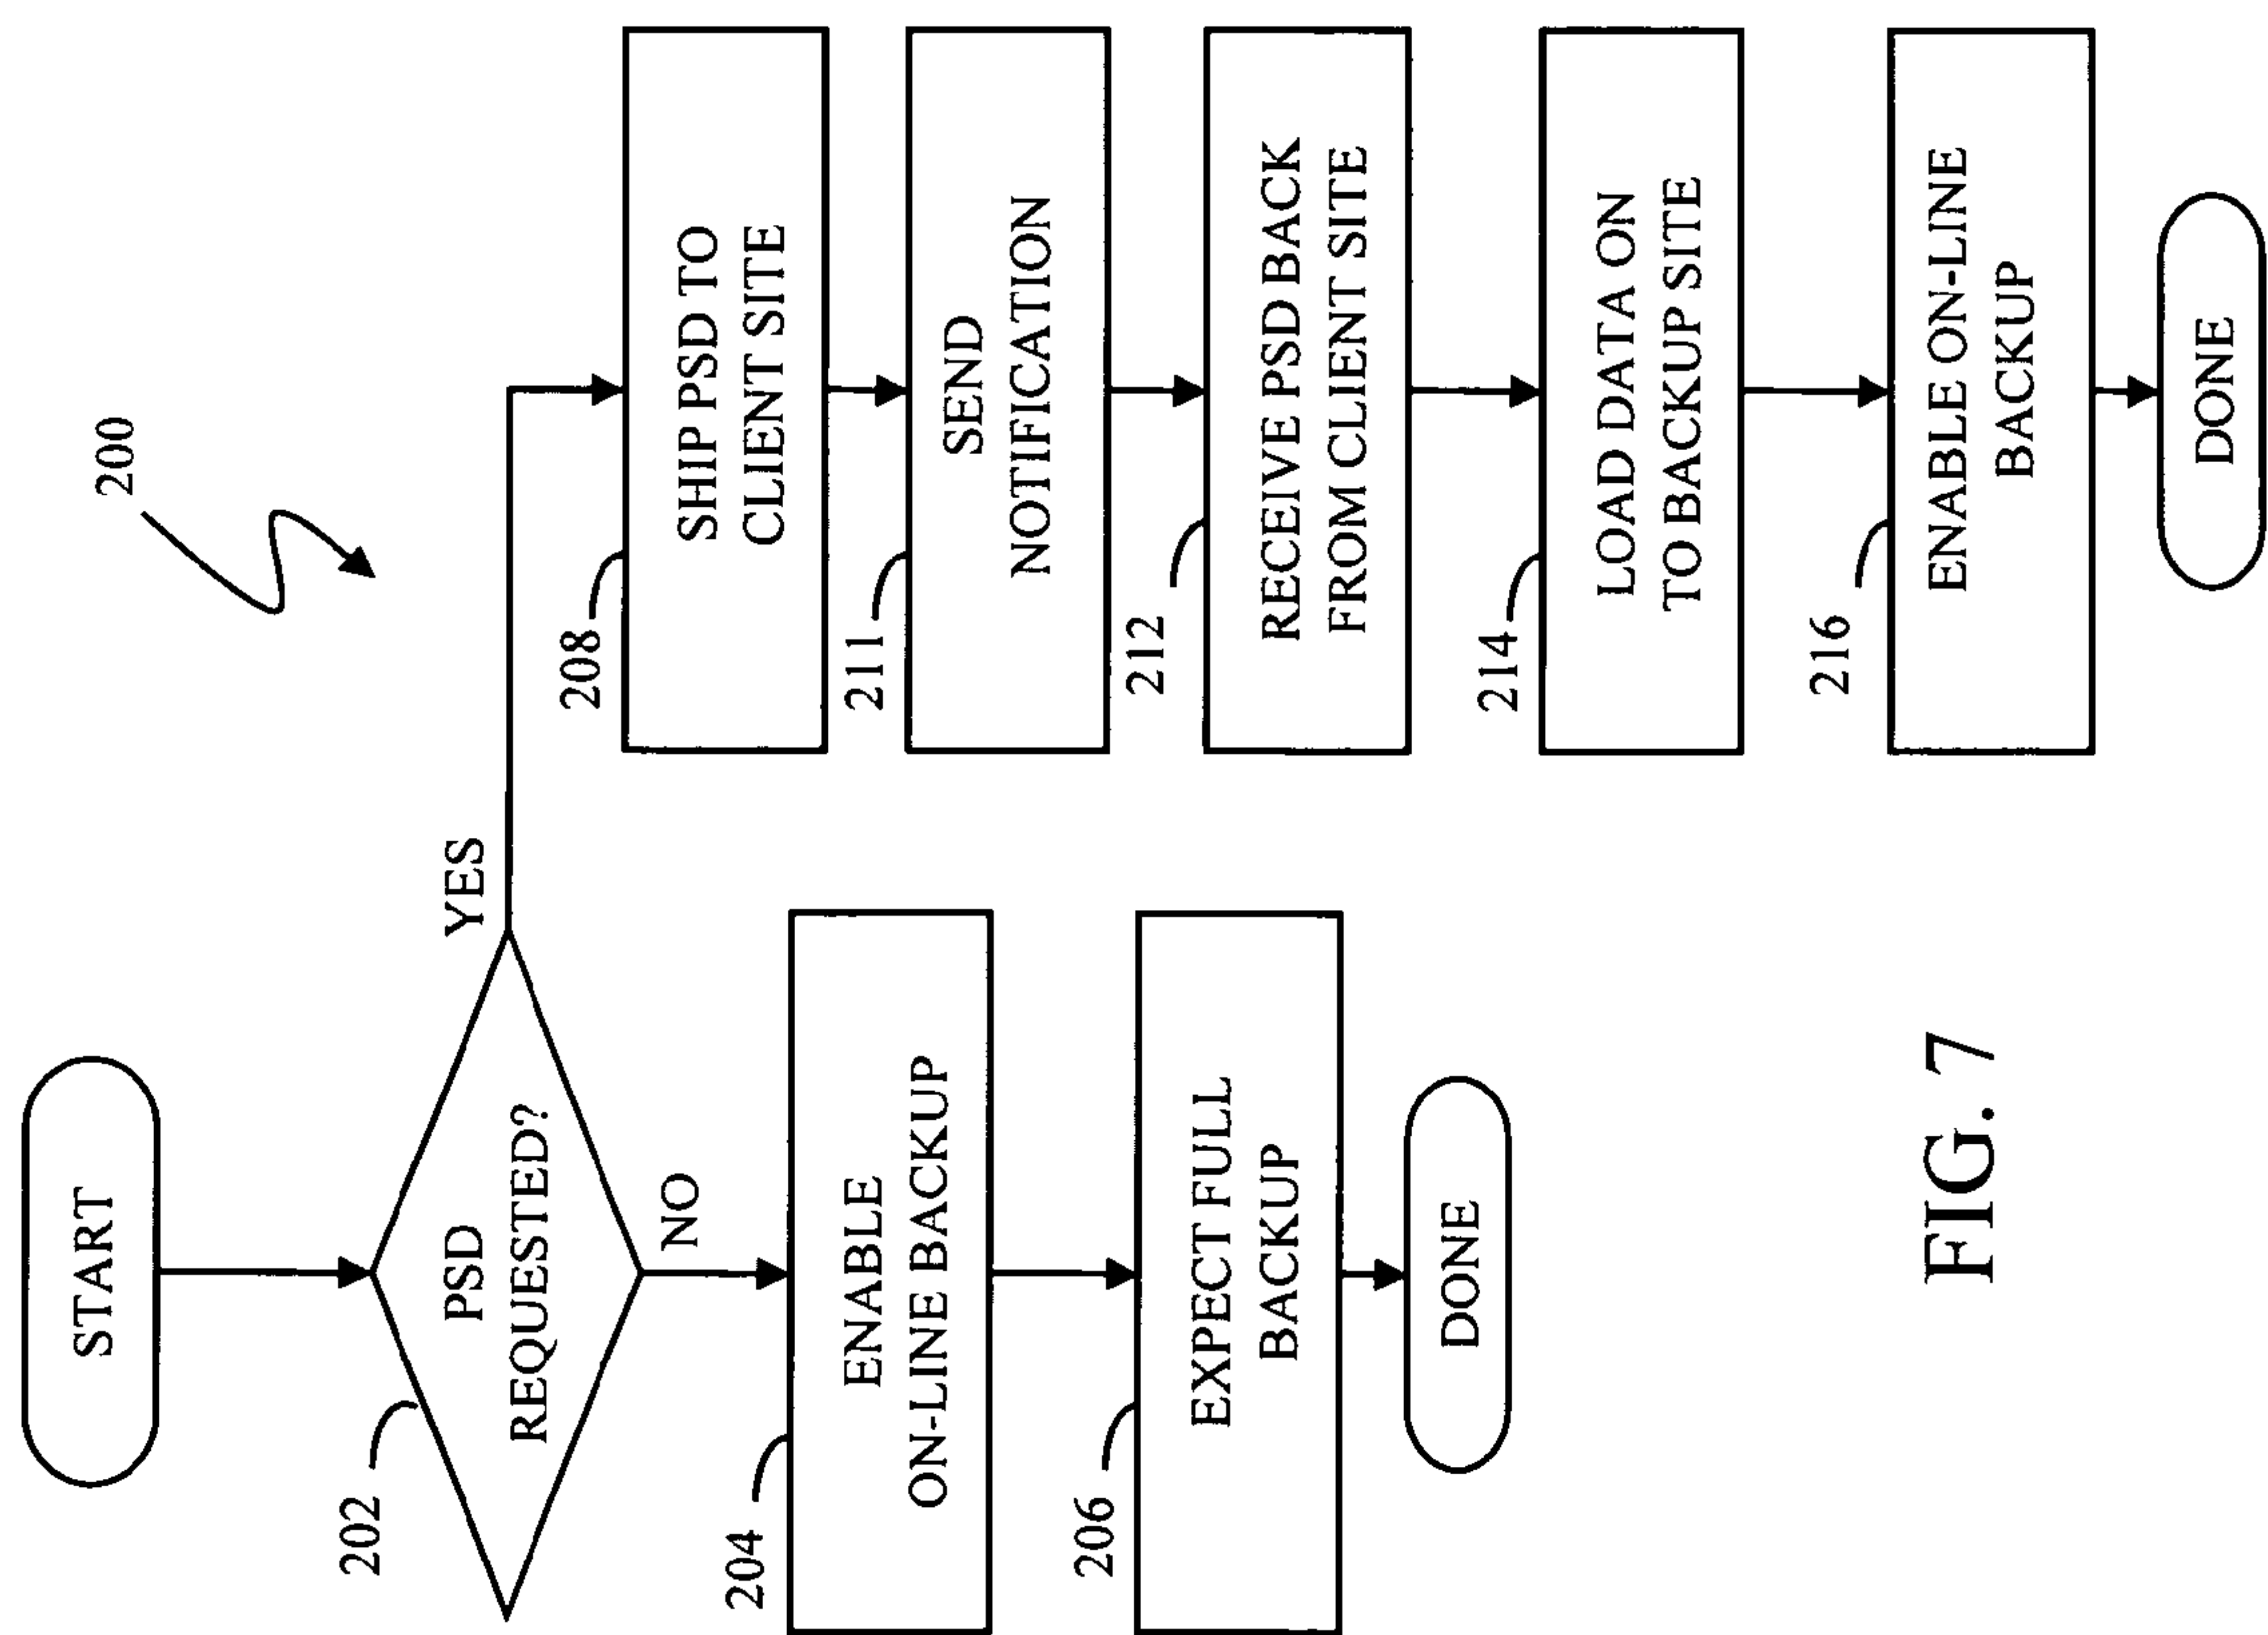 200
START
202
PSD
REQUESTED?
YES
NO
204
ENABLE
ON-LINE BACKUP
206
EXPECT FULL
BACKUP
DONE
208
SHIP PSD TO
CLIENT SITE
211
SEND
NOTIFICATION
212
RECEIVE PSD BACK
FROM CLIENT SITE
214
LOAD DATA ON
TO BACKUP SITE
216
ENABLE ON-LINE
BACKUP
DONE
FIG. 7